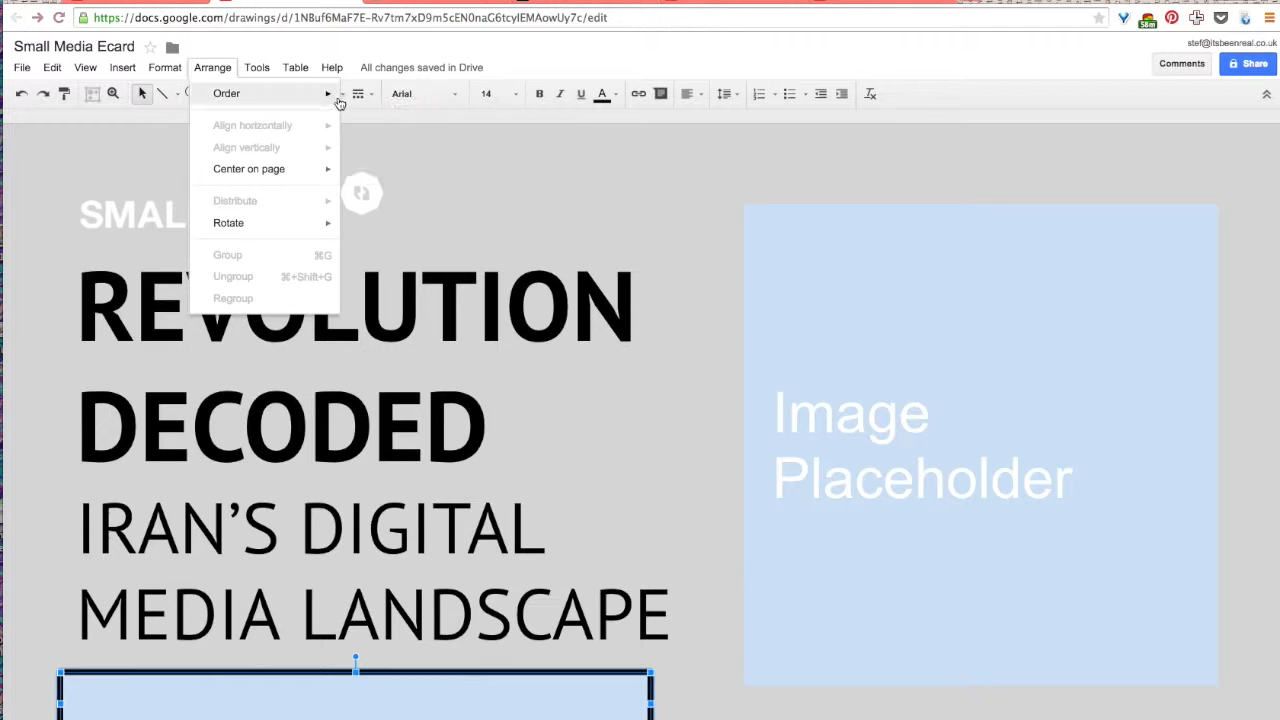 https://docs.google.com/drawings/d/1N8uf6MaF7E-Rv7tm7xD9m5cEN0naG6tcyIEMAowUy7c/edit
58m
Small Media Ecard
stef@itsbeenreal.co.uk
File Edit View Insert Format Arrange Tools Table Help All changes saved in Drive
Comments Share
Arial 14 B I U A
Order
Align horizontally
Align vertically
Center on page
Distribute
Rotate
Group ⌘G
Ungroup ⌘+Shift+G
Regroup
SMAL
REVOLUTION
DECODED
IRAN’S DIGITAL
MEDIA LANDSCAPE
Image
Placeholder